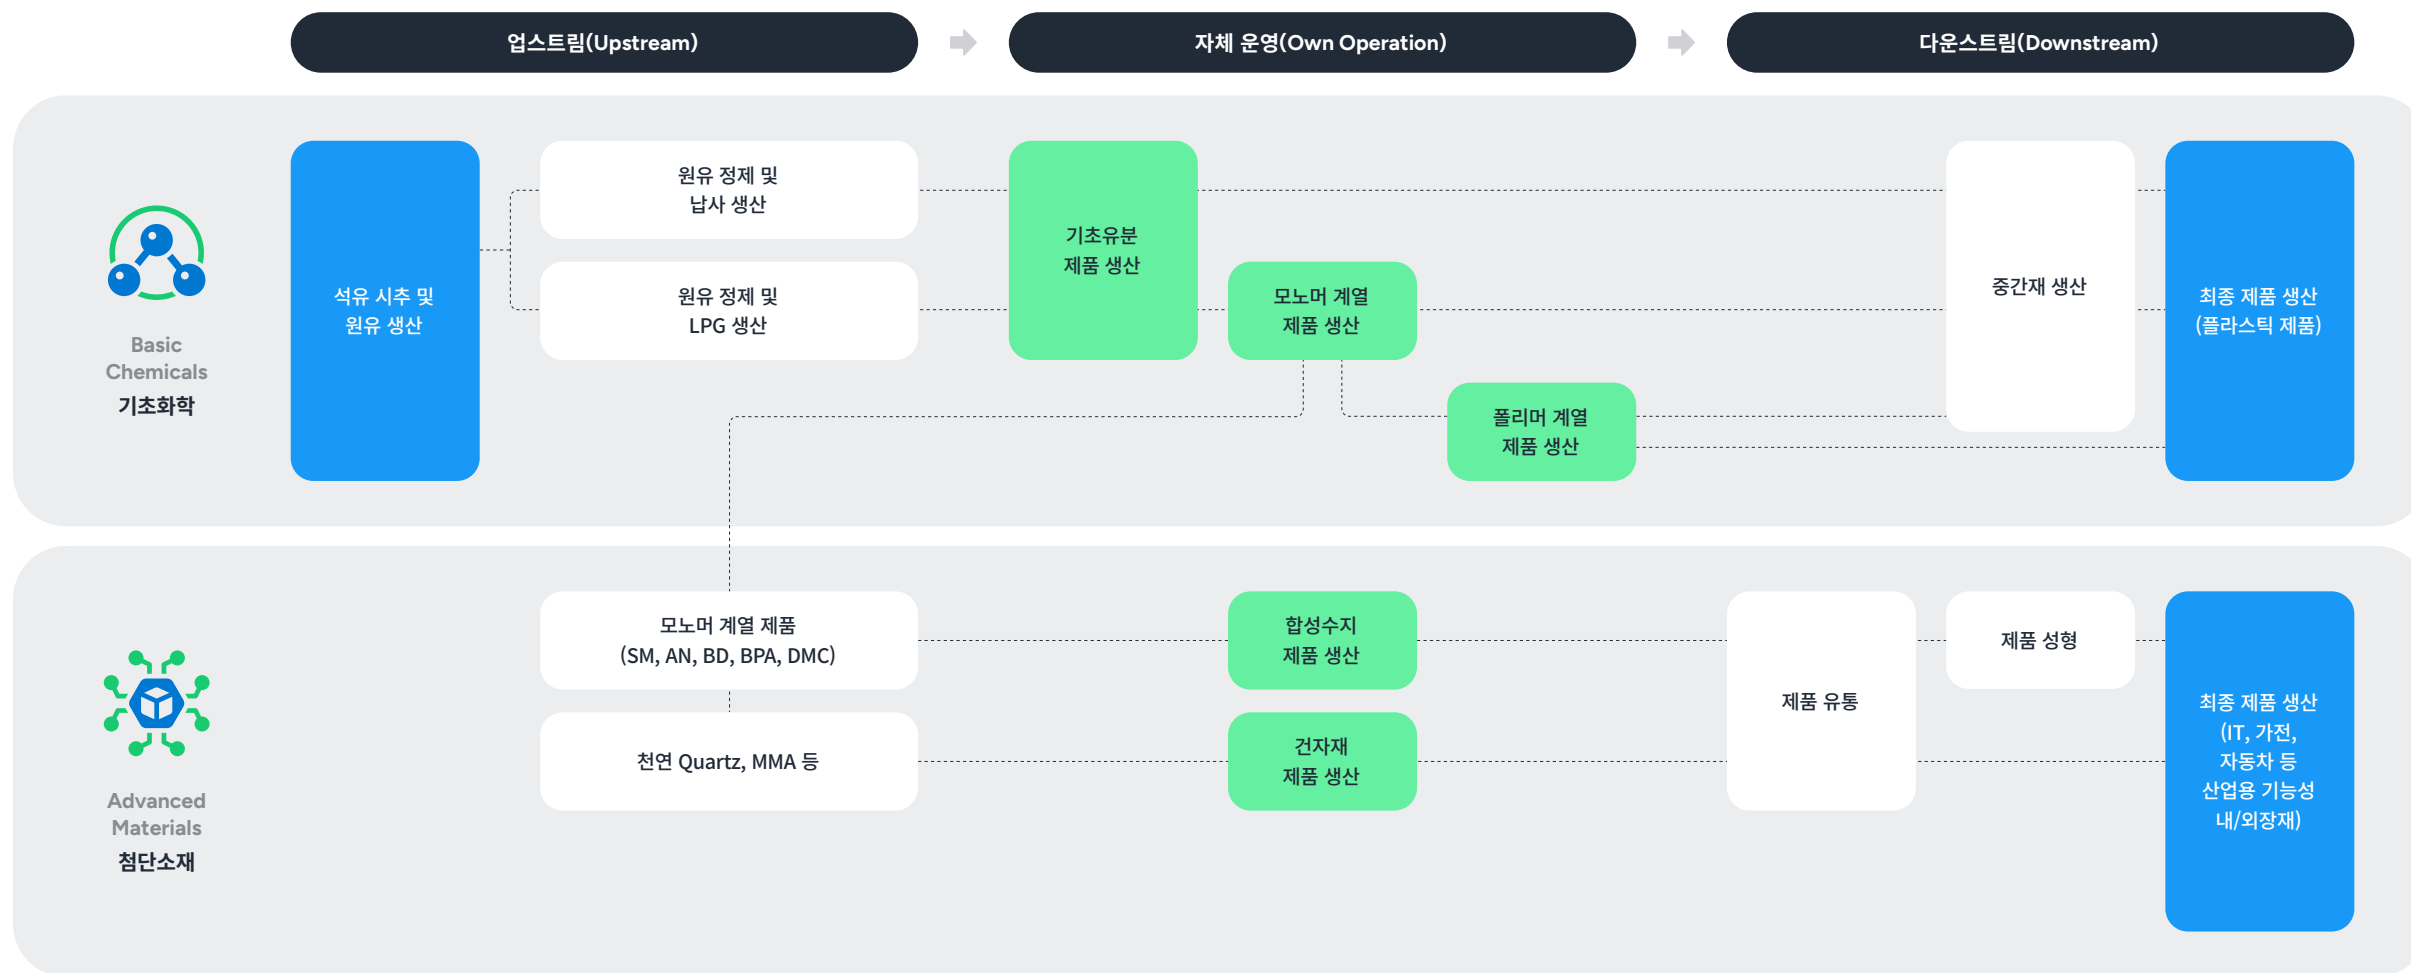 업스트림(Upstream)
자체 운영(Own Operation)
다운스트림(Downstream)
Basic
Chemicals
기초화학
석유 시추 및
원유 생산
원유 정제 및
납사 생산
원유 정제 및
LPG 생산
기초유분
제품 생산
모노머 계열
제품 생산
폴리머 계열
제품 생산
중간재 생산
최종 제품 생산
(플라스틱 제품)
Advanced
Materials
첨단소재
모노머 계열 제품
(SM, AN, BD, BPA, DMC)
천연 Quartz, MMA 등
합성수지
제품 생산
건자재
제품 생산
제품 유통
제품 성형
최종 제품 생산
(IT, 가전,
자동차 등
산업용 기능성
내/외장재)